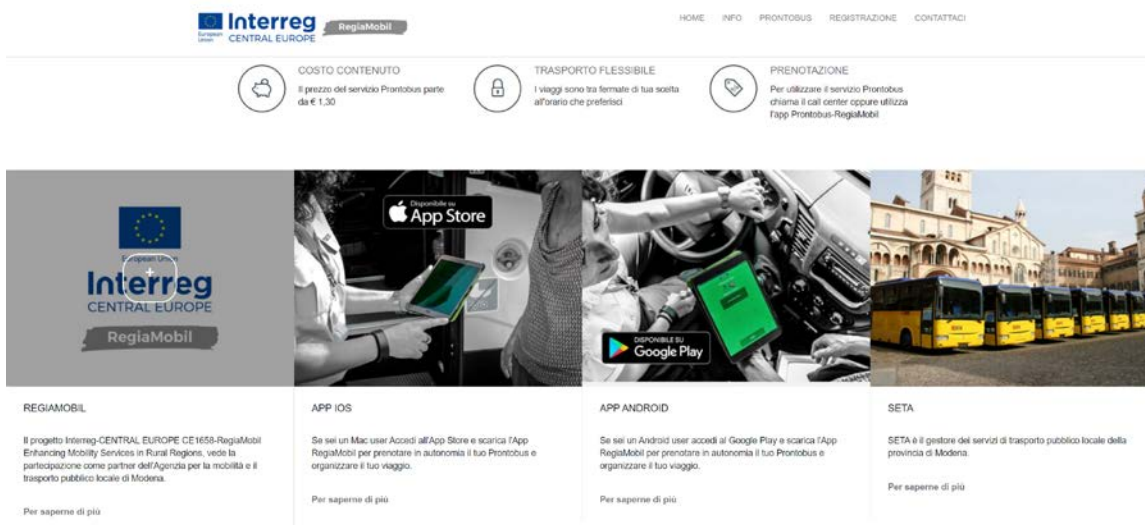 European Union
Interreg
CENTRAL EUROPE
RegiaMobil
HOME INFO PRONTOBUS REGISTRAZIONE CONTATTACI
COSTO CONTENUTO
Il prezzo del servizio Prontobus parte
da € 1,30
TRASPORTO FLESSIBILE
I viaggi sono tra fermate di tua scelta
all'orario che preferisci
PRENOTAZIONE
Per utilizzare il servizio Prontobus
chiama il call center oppure utilizza
l'app Prontobus-RegiaMobil
European Union
Interreg
CENTRAL EUROPE
RegiaMobil
Disponibile su
App Store
DISPONIBILE SU
Google Play
REGIAMOBIL
Il progetto Interreg-CENTRAL EUROPE CE1658-RegiaMobil
Enhancing Mobility Services in Rural Regions, vede la
partecipazione come partner dell'Agenzia per la mobilità e il
trasporto pubblico locale di Modena.
Per saperne di più
APP IOS
Se sei un Mac user Accedi all'App Store e scarica l'App
RegiaMobil per prenotare in autonomia il tuo Prontobus e
organizzare il tuo viaggio.
Per saperne di più
APP ANDROID
Se sei un Android user accedi al Google Play e scarica l'App
RegiaMobil per prenotare in autonomia il tuo Prontobus e
organizzare il tuo viaggio.
Per saperne di più
SETA
SETA è il gestore dei servizi di trasporto pubblico locale della
provincia di Modena.
Per saperne di più